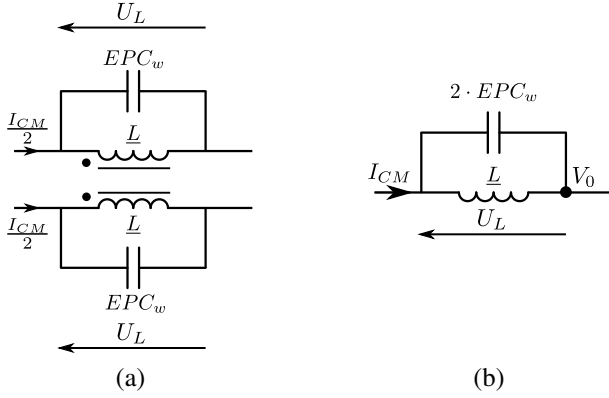 U_L
EPC_w
I_CM/2
L
I_CM/2
L
EPC_w
U_L
(a)
2 · EPC_w
I_CM
L
V_0
U_L
(b)